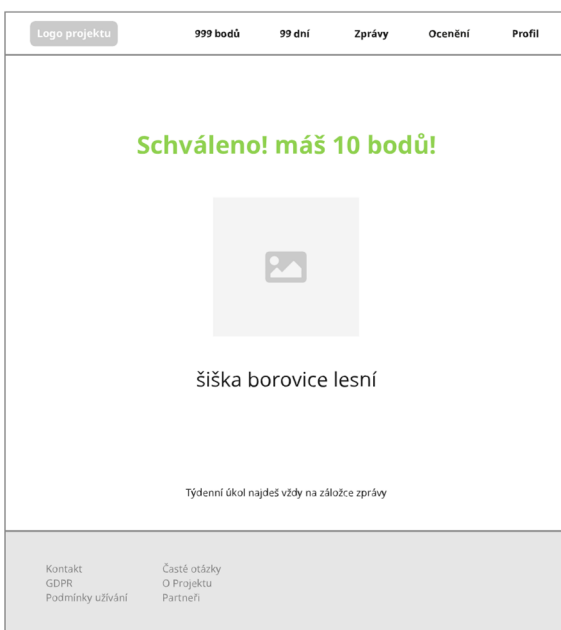 Logo projektu 999 bodů 99 dní Zprávy Ocenění Profil
Schváleno! máš 10 bodů!
šiška borovice lesní
Týdenní úkol najdeš vždy na záložce zprávy
Kontakt Časté otázky
GDPR O Projektu
Podmínky užívání Partneři